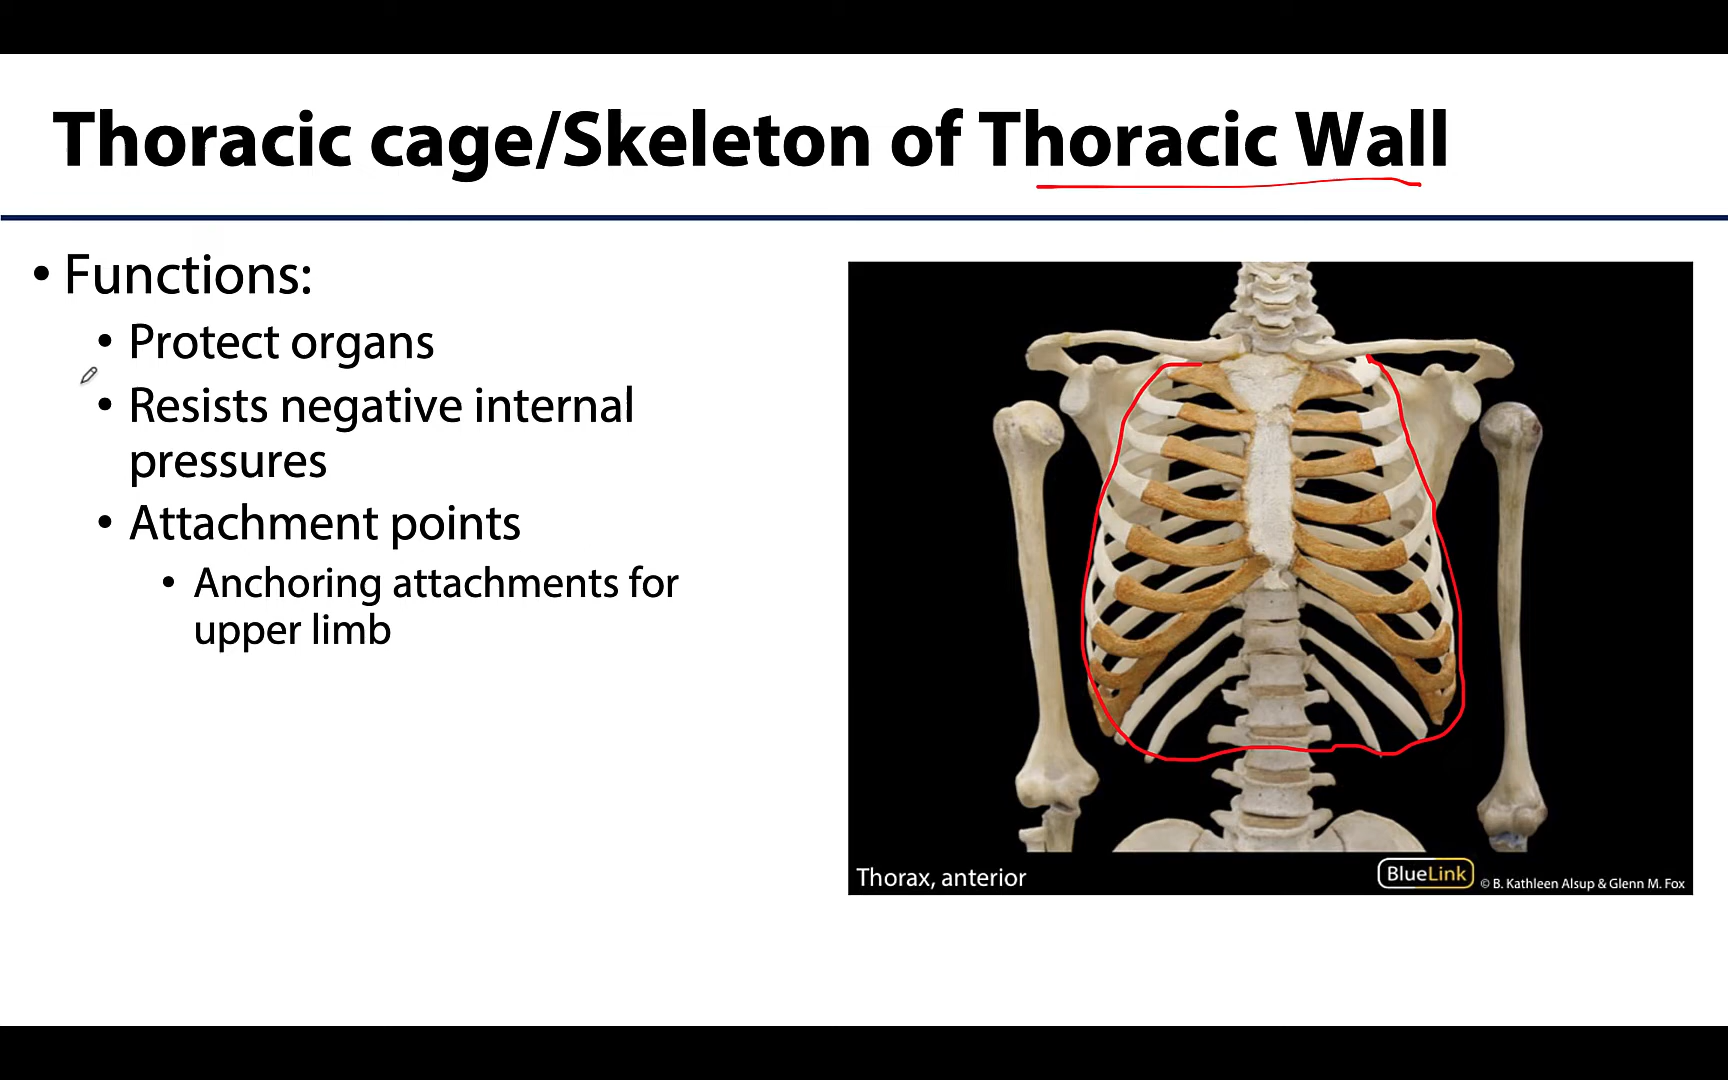 Thoracic cage/Skeleton of Thoracic Wall
• Functions:
• Protect organs
• Resists negative internal
pressures
• Attachment points
• Anchoring attachments for
upper limb
Thorax, anterior
BlueLink
© B. Kathleen Alsup & Glenn M. Fox